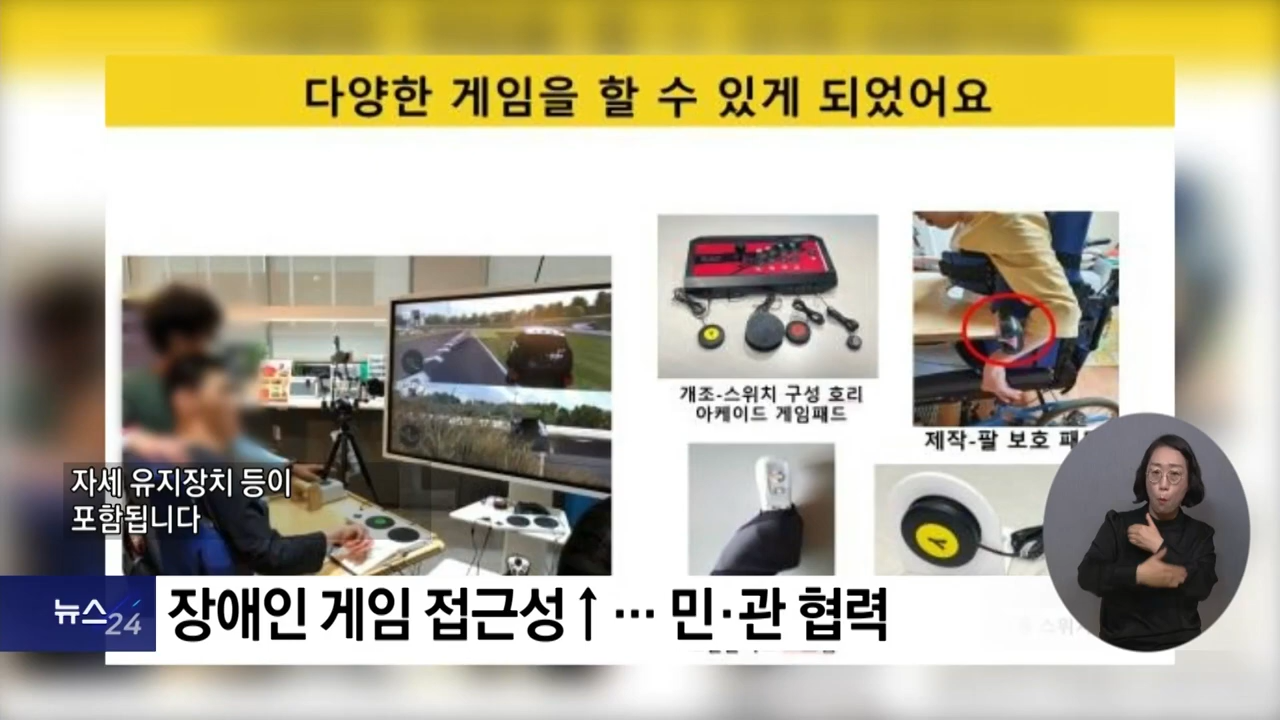 다양한 게임을 할 수 있게 되었어요
개조-스위치 구성 호리
아케이드 게임패드
제작-팔 보호
자세 유지장치 등이
포함됩니다
뉴스24
장애인 게임 접근성↑… 민·관 협력